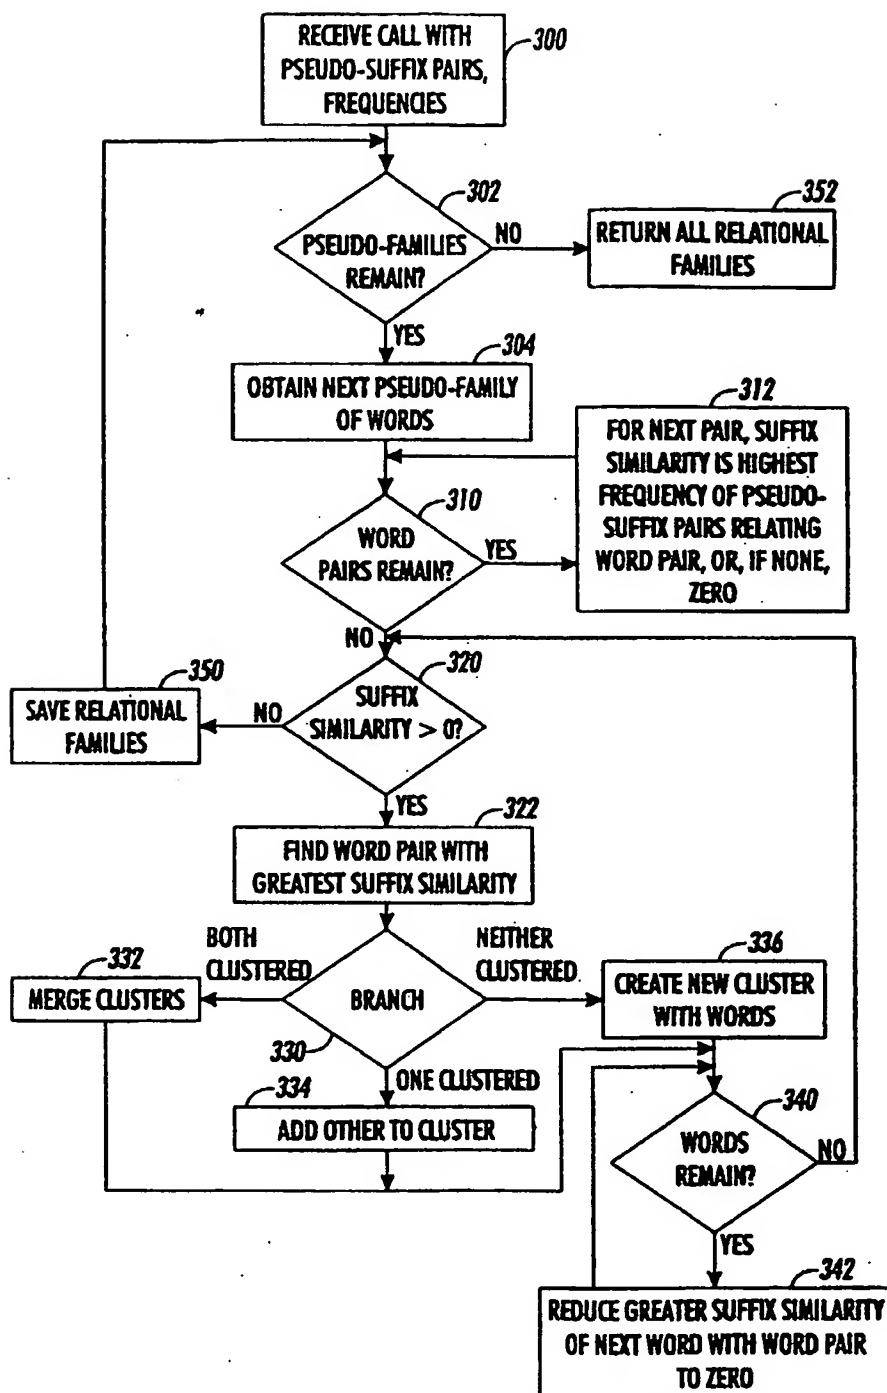 RECEIVE CALL WITH
PSEUDO-SUFFIX PAIRS,
FREQUENCIES
300
302
PSEUDO-FAMILIES
REMAIN?
NO
352
RETURN ALL RELATIONAL
FAMILIES
YES
304
OBTAIN NEXT PSEUDO-FAMILY
OF WORDS
312
FOR NEXT PAIR, SUFFIX
SIMILARITY IS HIGHEST
FREQUENCY OF PSEUDO-
SUFFIX PAIRS RELATING
WORD PAIR, OR, IF NONE,
ZERO
310
WORD
PAIRS REMAIN?
YES
NO
320
SUFFIX
SIMILARITY > 0?
NO
350
SAVE RELATIONAL
FAMILIES
YES
322
FIND WORD PAIR WITH
GREATEST SUFFIX SIMILARITY
BOTH
CLUSTERED
NEITHER
CLUSTERED
332
MERGE CLUSTERS
BRANCH
330
336
CREATE NEW CLUSTER
WITH WORDS
ONE CLUSTERED
334
ADD OTHER TO CLUSTER
340
WORDS
REMAIN?
NO
YES
342
REDUCE GREATER SUFFIX SIMILARITY
OF NEXT WORD WITH WORD PAIR
TO ZERO